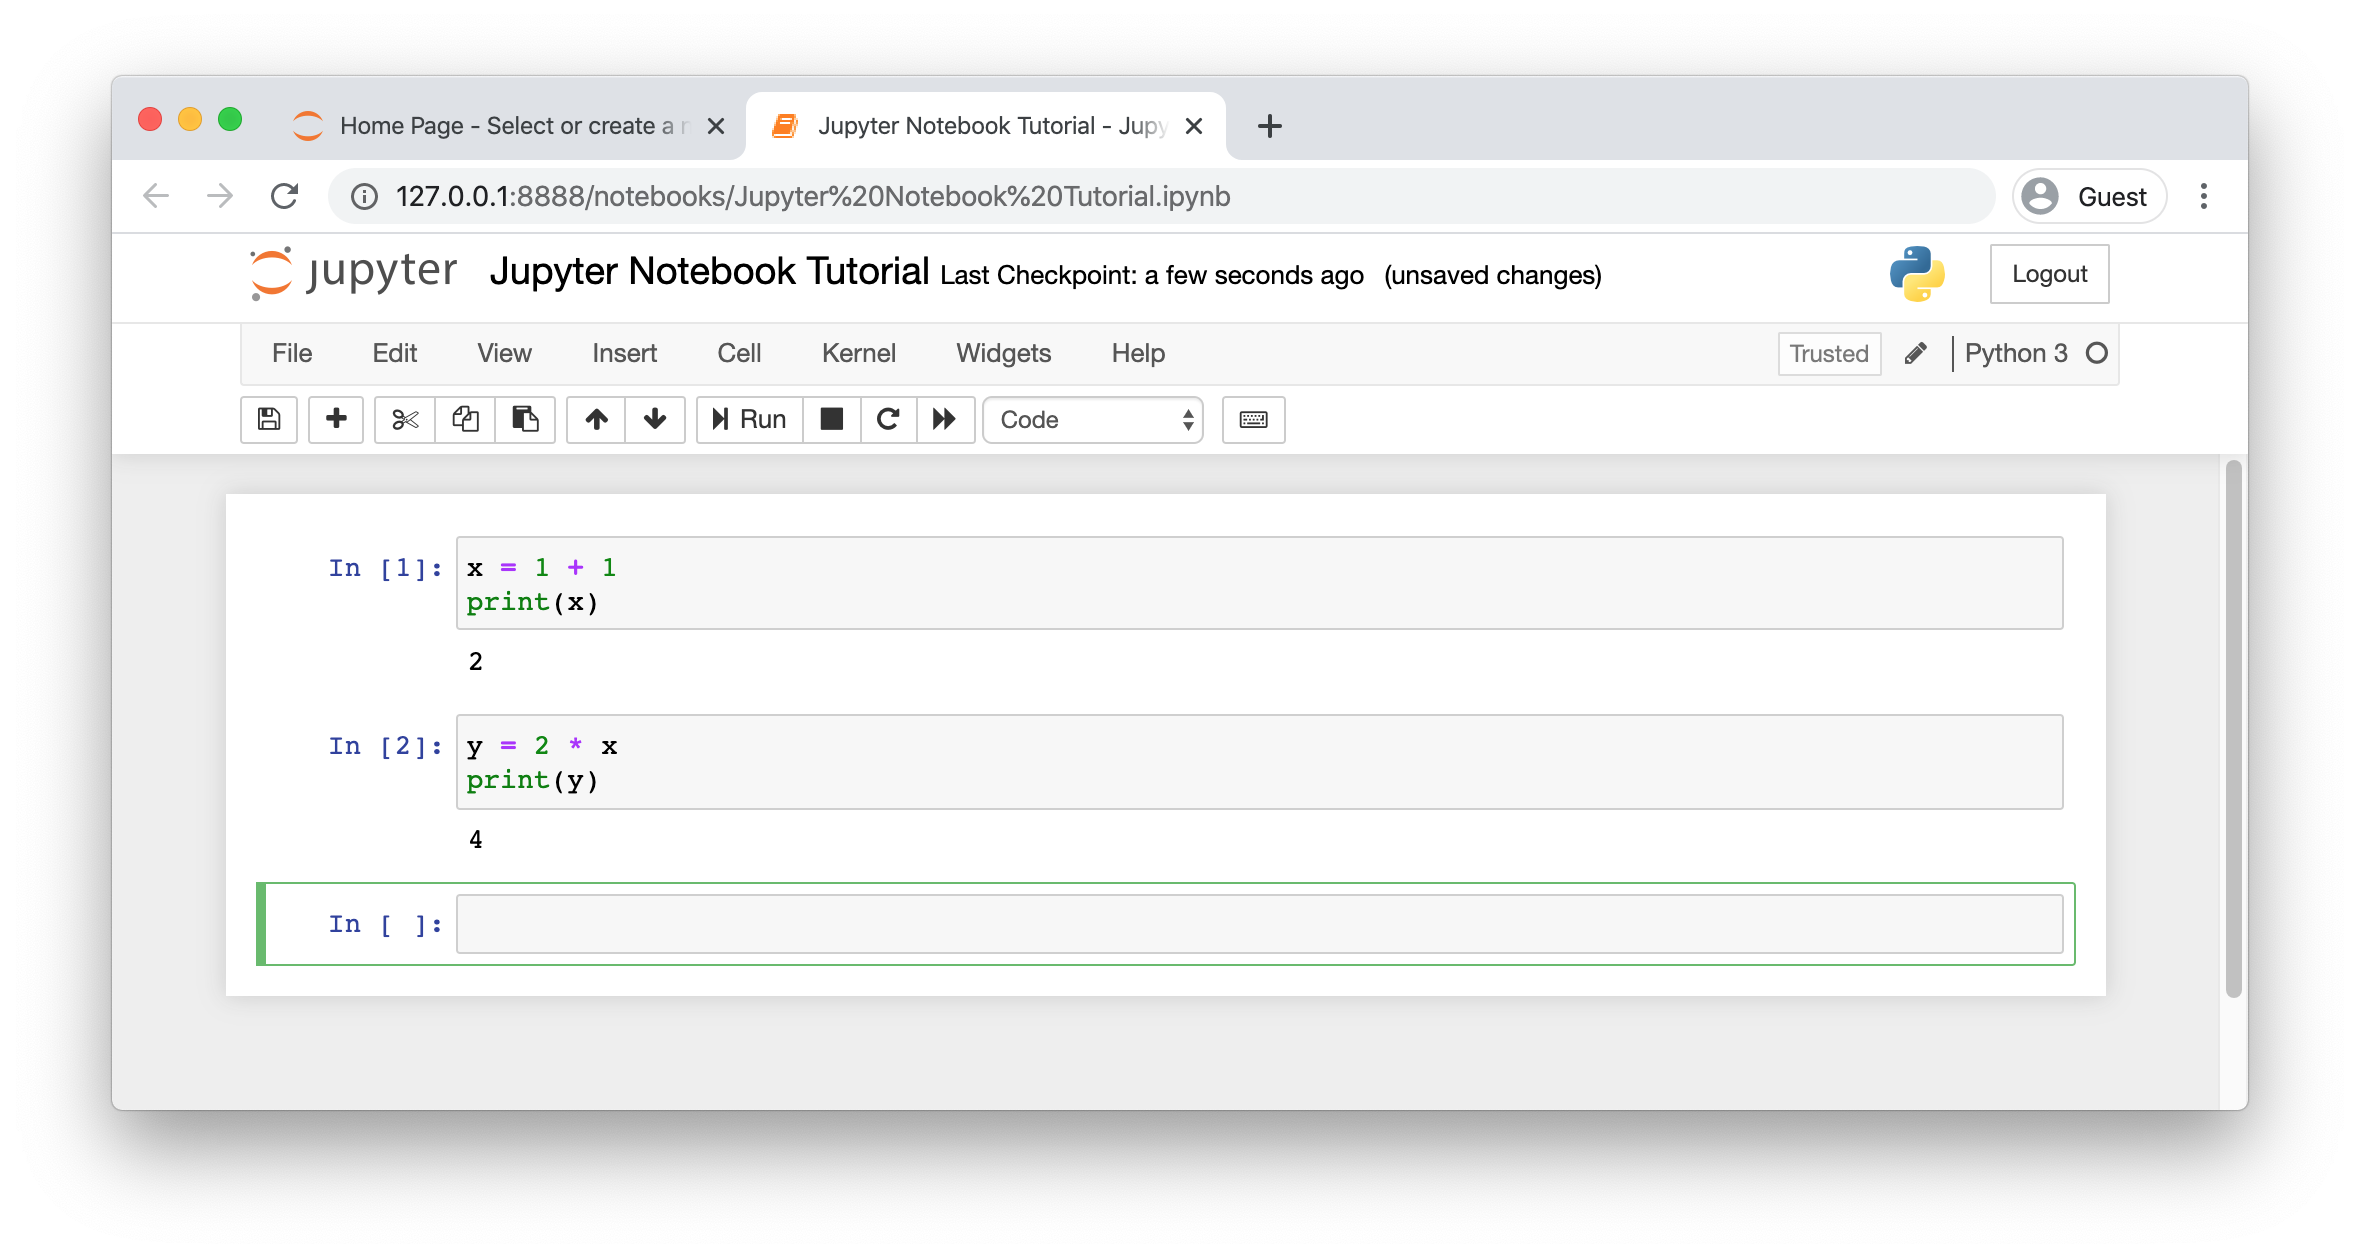 Home Page - Select or create a
Jupyter Notebook Tutorial - Jupy
127.0.0.1:8888/notebooks/Jupyter%20Notebook%20Tutorial.ipynb
Guest
jupyter Jupyter Notebook Tutorial Last Checkpoint: a few seconds ago (unsaved changes)
Logout
File Edit View Insert Cell Kernel Widgets Help
Trusted
Python 3
Run
Code
In [1]: x = 1 + 1
print(x)
2
In [2]: y = 2 * x
print(y)
4
In [ ]: